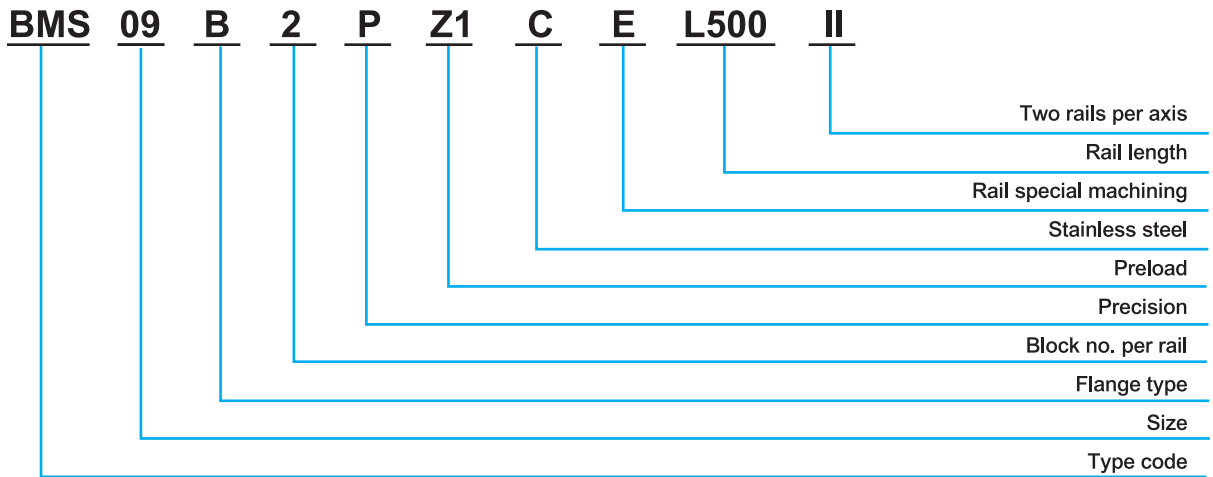 BMS 09 B 2 P Z1 C E L500 II
Two rails per axis
Rail length
Rail special machining
Stainless steel
Preload
Precision
Block no. per rail
Flange type
Size
Type code